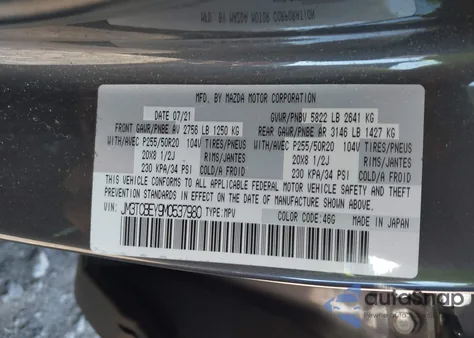 MFD. BY MAZDA MOTOR CORPORATION
DATE 07/21 GVWR/PNBV 5822 LB 2641 KG
FRONT GAWR/PNBE AV 2756 LB 1250 KG REAR GAWR/PNBE AR 3146 LB 1427 KG
WITH/AVEC P255/50R20 104V TIRES/PNEUS WITH/AVEC P255/50R20 104V TIRES/PNEUS
20X8 1/2J RIMS/JANTES 20X8 1/2J RIMS/JANTES
230 KPA/34 PSI COLD/A FROID 230 KPA/34 PSI COLD/A FROID
THIS VEHICLE CONFORMS TO ALL APPLICABLE FEDERAL MOTOR VEHICLE SAFETY AND THEFT
PREVENTION STANDARDS IN EFFECT ON THE DATE OF MANUFACTURE SHOWN ABOVE.
VIN: JM3TCBEY9M0537980 TYPE:MPV
COLOR CODE:46G
MADE IN JAPAN
autoSnap